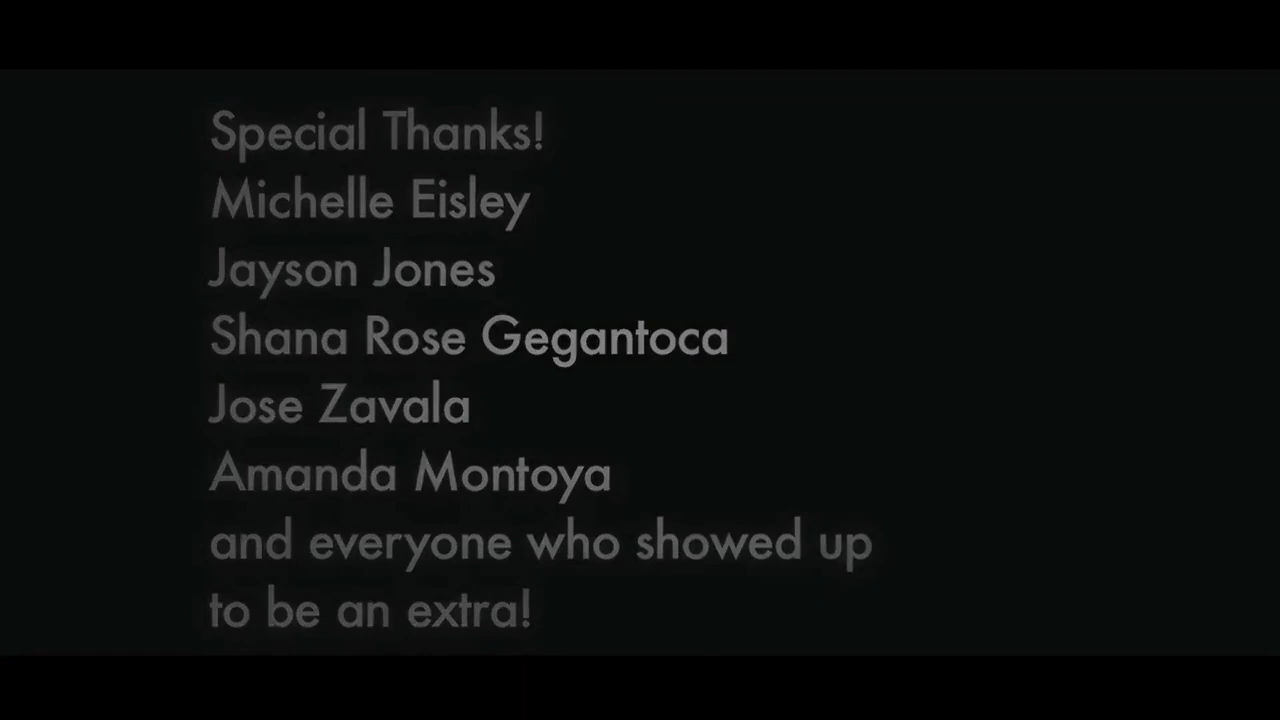 Special Thanks!
Michelle Eisley
Jayson Jones
Shana Rose Gegantoca
Jose Zavala
Amanda Montoya
and everyone who showed up
to be an extra!